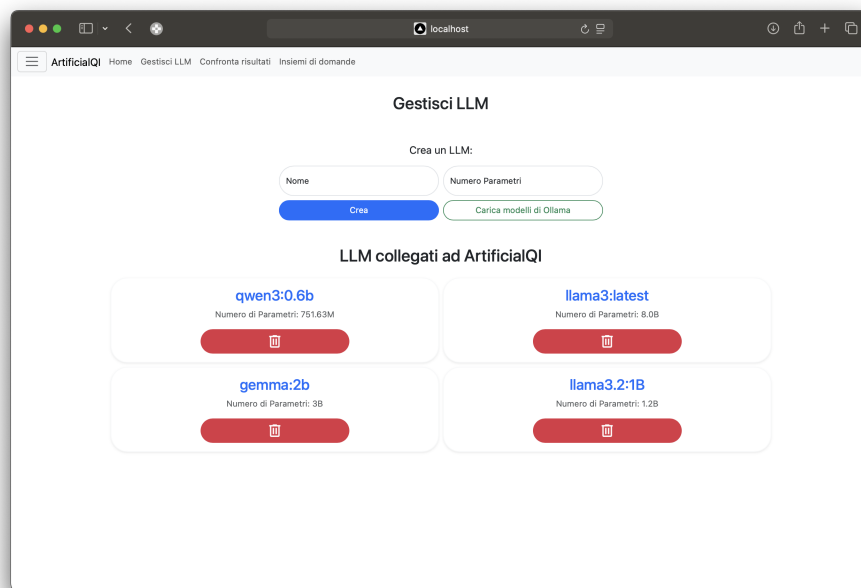 localhost
ArtificialQI Home Gestisci LLM Confronta risultati Insiemi di domande
Gestisci LLM
Crea un LLM:
Nome Numero Parametri
Crea Carica modelli di Ollama
LLM collegati ad ArtificialQI
qwen3:0.6b llama3:latest
Numero di Parametri: 751.63M Numero di Parametri: 8.0B
gemma:2b llama3.2:1B
Numero di Parametri: 3B Numero di Parametri: 1.2B